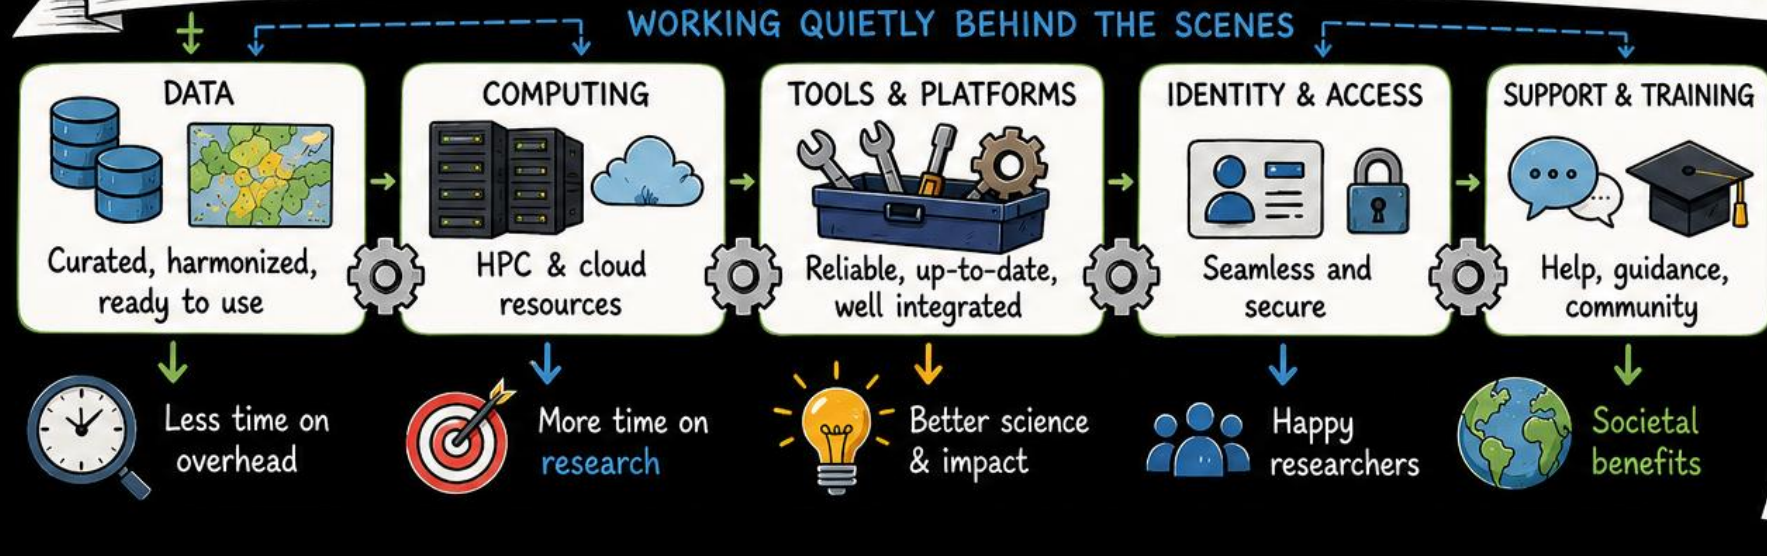 WORKING QUIETLY BEHIND THE SCENES
DATA
Curated, harmonized,
ready to use
COMPUTING
HPC & cloud
resources
TOOLS & PLATFORMS
Reliable, up-to-date,
well integrated
IDENTITY & ACCESS
Seamless and
secure
SUPPORT & TRAINING
Help, guidance,
community
Less time on
overhead
More time on
research
Better science
& impact
Happy
researchers
Societal
benefits